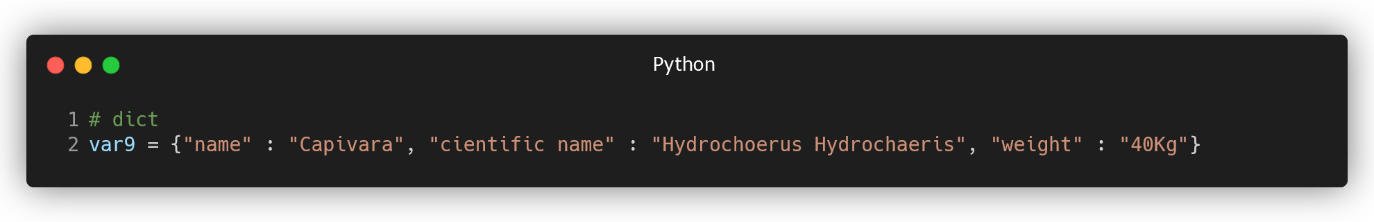 Python
1 # dict
2 var9 = {"name" : "Capivara", "cientific name" : "Hydrochoerus Hydrochaeris", "weight" : "40Kg"}